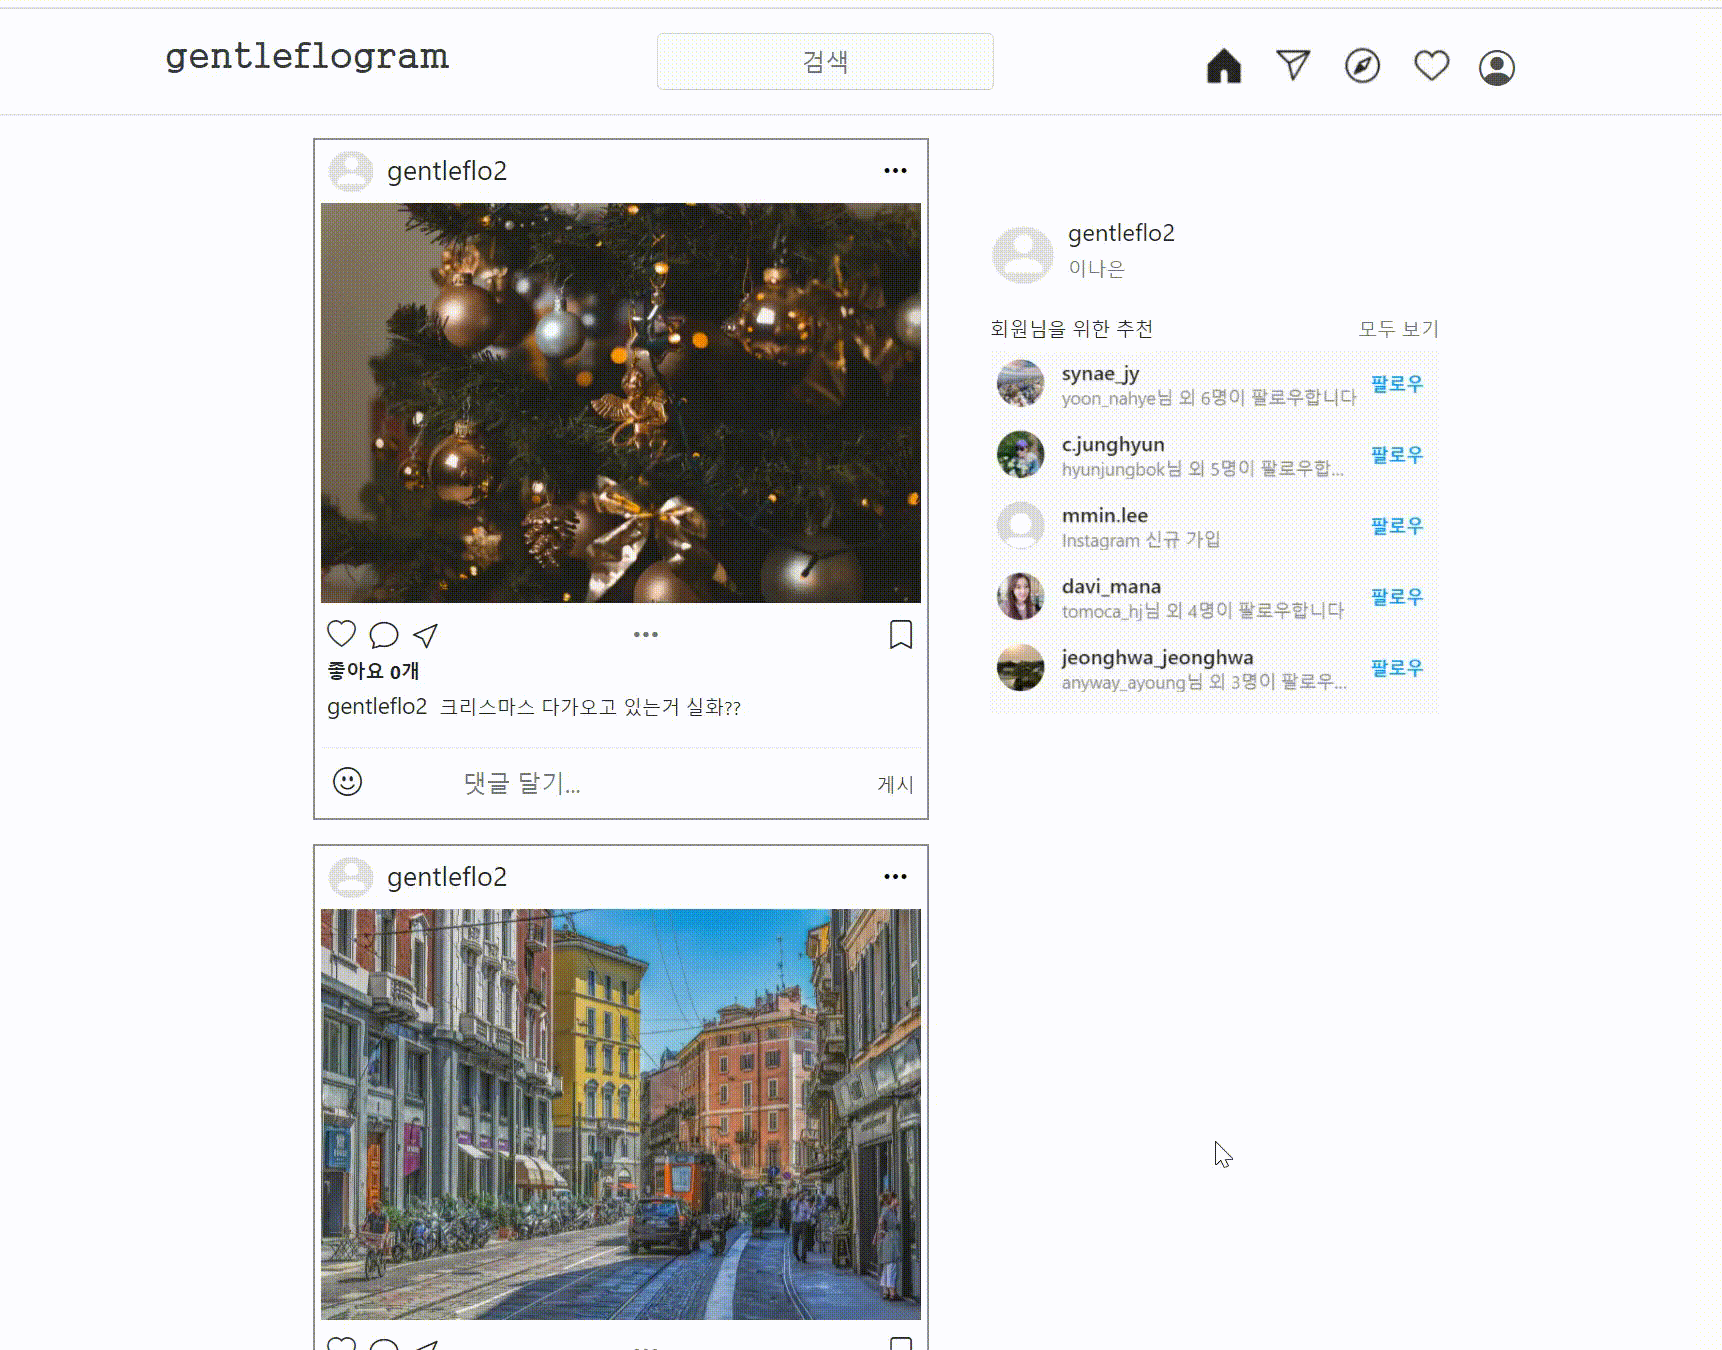 gentleflogram
검색
gentleflo2
좋아요 0개
gentleflo2 크리스마스 다가오고 있는거 실화??
댓글 달기...
게시
gentleflo2
gentleflo2
이나은
회원님을 위한 추천
모두 보기
synae_jy
yoon_nahye님 외 6명이 팔로우합니다
팔로우
c.junghyun
hyunjungbok님 외 5명이 팔로우합...
팔로우
mmin.lee
Instagram 신규 가입
팔로우
davi_mana
tomoca_hj님 외 4명이 팔로우합니다
팔로우
jeonghwa_jeonghwa
anyway_ayoung님 외 3명이 팔로우...
팔로우